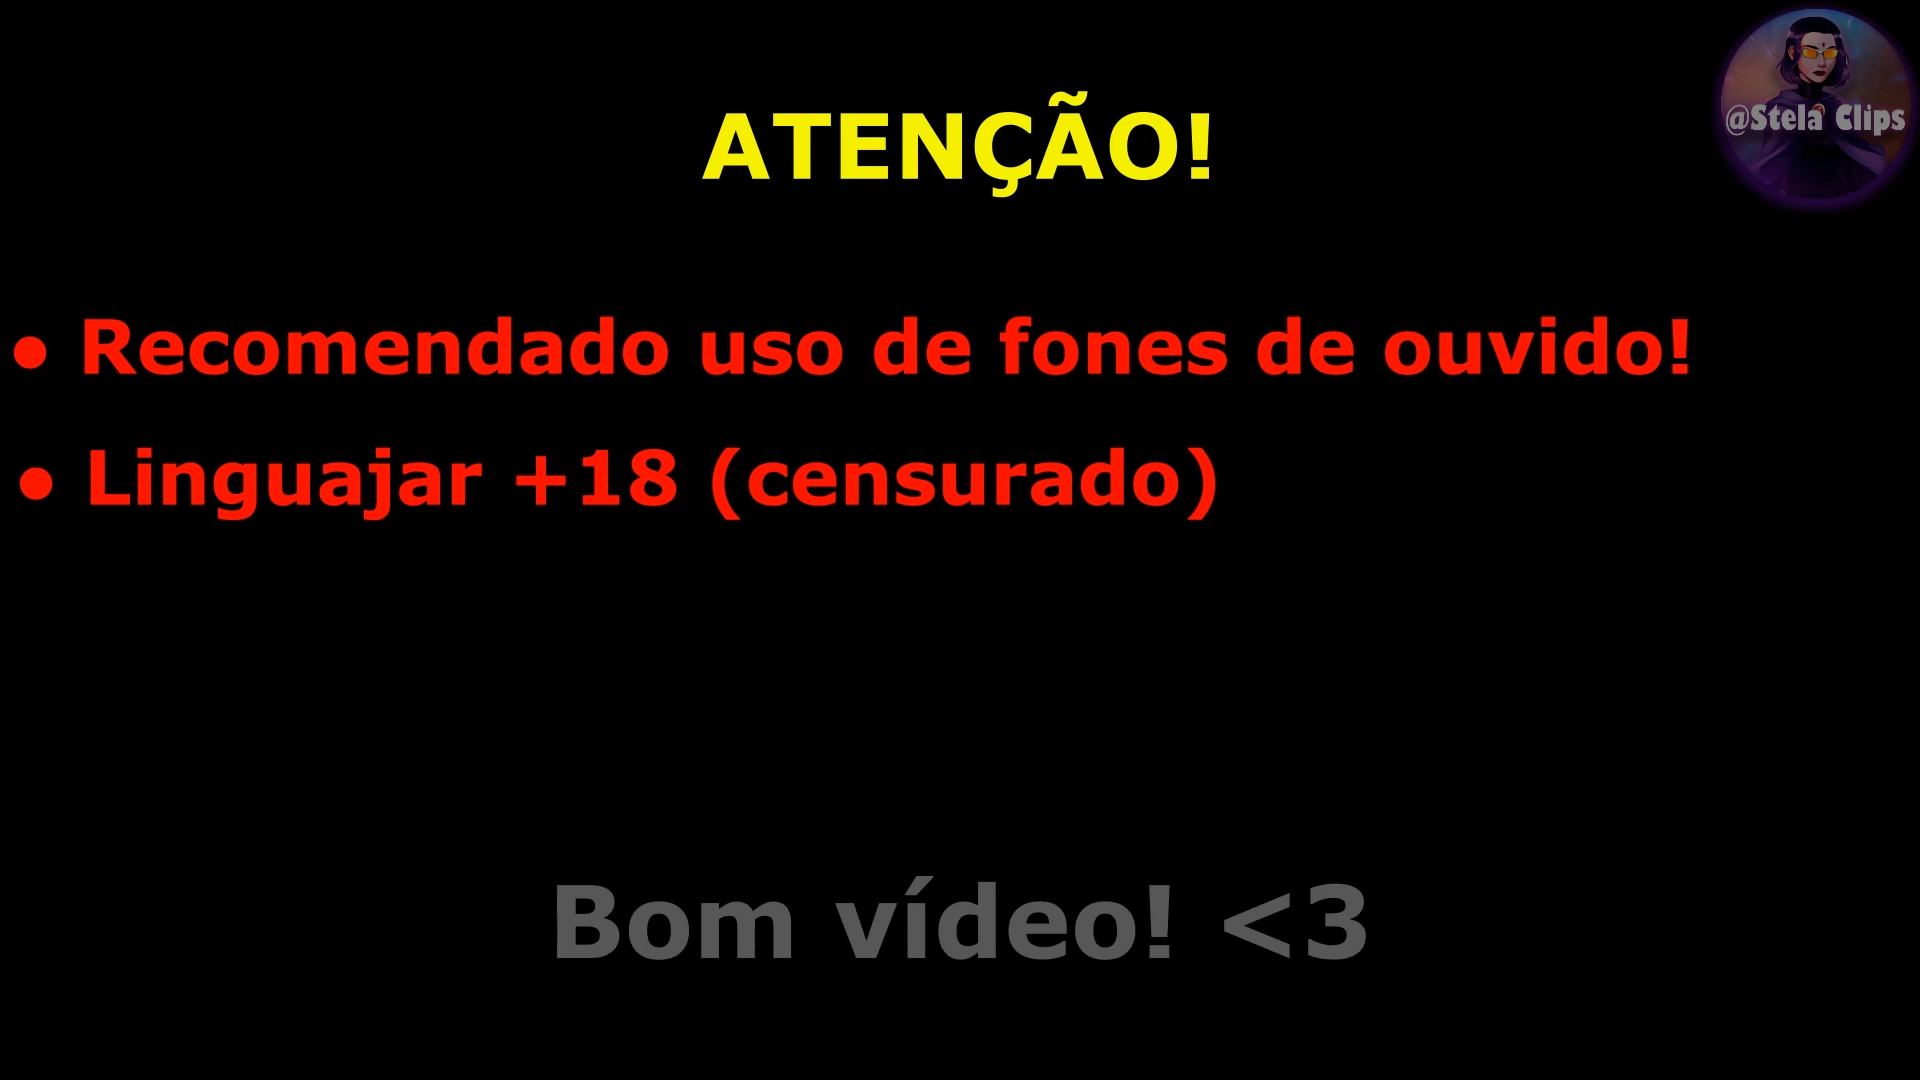 @Stela Clips
ATENÇÃO!
● Recomendado uso de fones de ouvido!
● Linguajar +18 (censurado)
Bom vídeo! <3